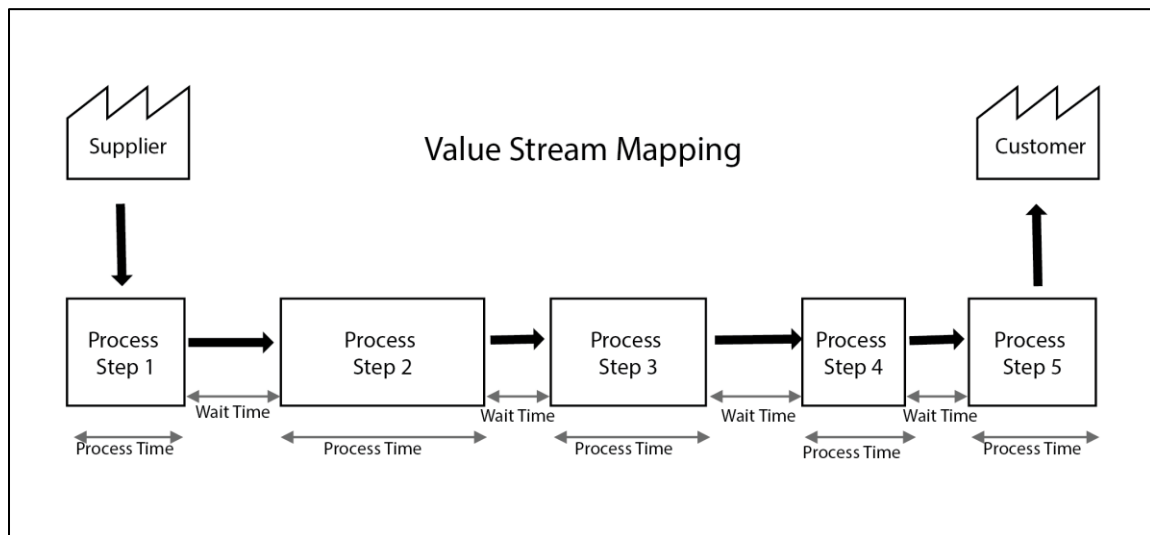 Supplier
Value Stream Mapping
Customer
Process
Step 1
Process
Step 2
Process
Step 3
Process
Step 4
Process
Step 5
Wait Time
Wait Time
Wait Time
Wait Time
Process Time
Process Time
Process Time
Process Time
Process Time